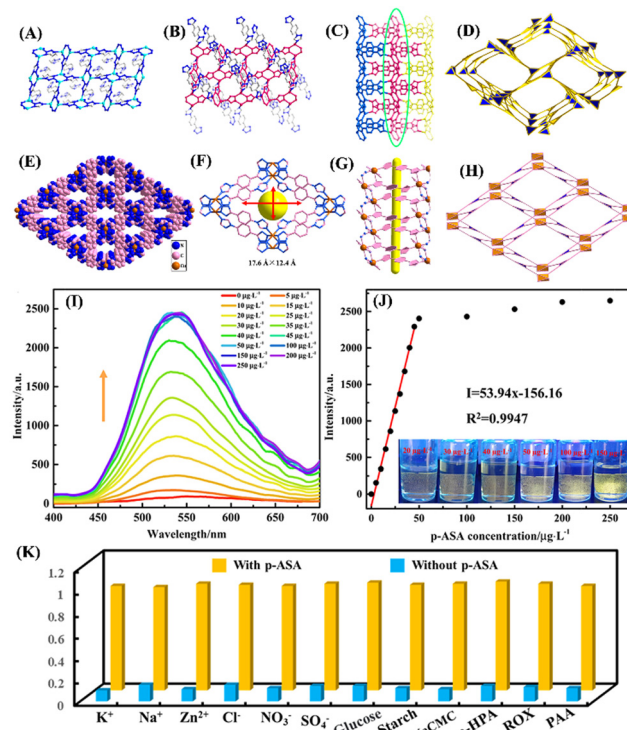 (A)
(B)
(C)
(D)
(E)
(F)
(G)
(H)
N
C
17.6 Å×12.4 Å
(I)
Intensity/a.u.
2500
2000
1500
1000
500
0
0 μg·L⁻¹ 5 μg·L⁻¹
10 μg·L⁻¹ 15 μg·L⁻¹
20 μg·L⁻¹ 25 μg·L⁻¹
30 μg·L⁻¹ 35 μg·L⁻¹
40 μg·L⁻¹ 45 μg·L⁻¹
50 μg·L⁻¹ 100 μg·L⁻¹
150 μg·L⁻¹ 200 μg·L⁻¹
250 μg·L⁻¹
400 450 500 550 600 650 700
Wavelength/nm
(J)
Intensity/a.u.
2500
2000
1500
1000
500
0
I=53.94x-156.16
R²=0.9947
20 μg·L⁻¹ 30 μg·L⁻¹ 40 μg·L⁻¹ 50 μg·L⁻¹ 100 μg·L⁻¹
0 50 100 150 200 250
p-ASA concentration/μg·L⁻¹
(K)
With p-ASA Without p-ASA
1.2
1
0.8
0.6
0.4
0.2
0
K⁺ Na⁺ Zn²⁺ Cl⁻ NO₃⁻ SO₄⁻ Glucose Starch ROX PAA